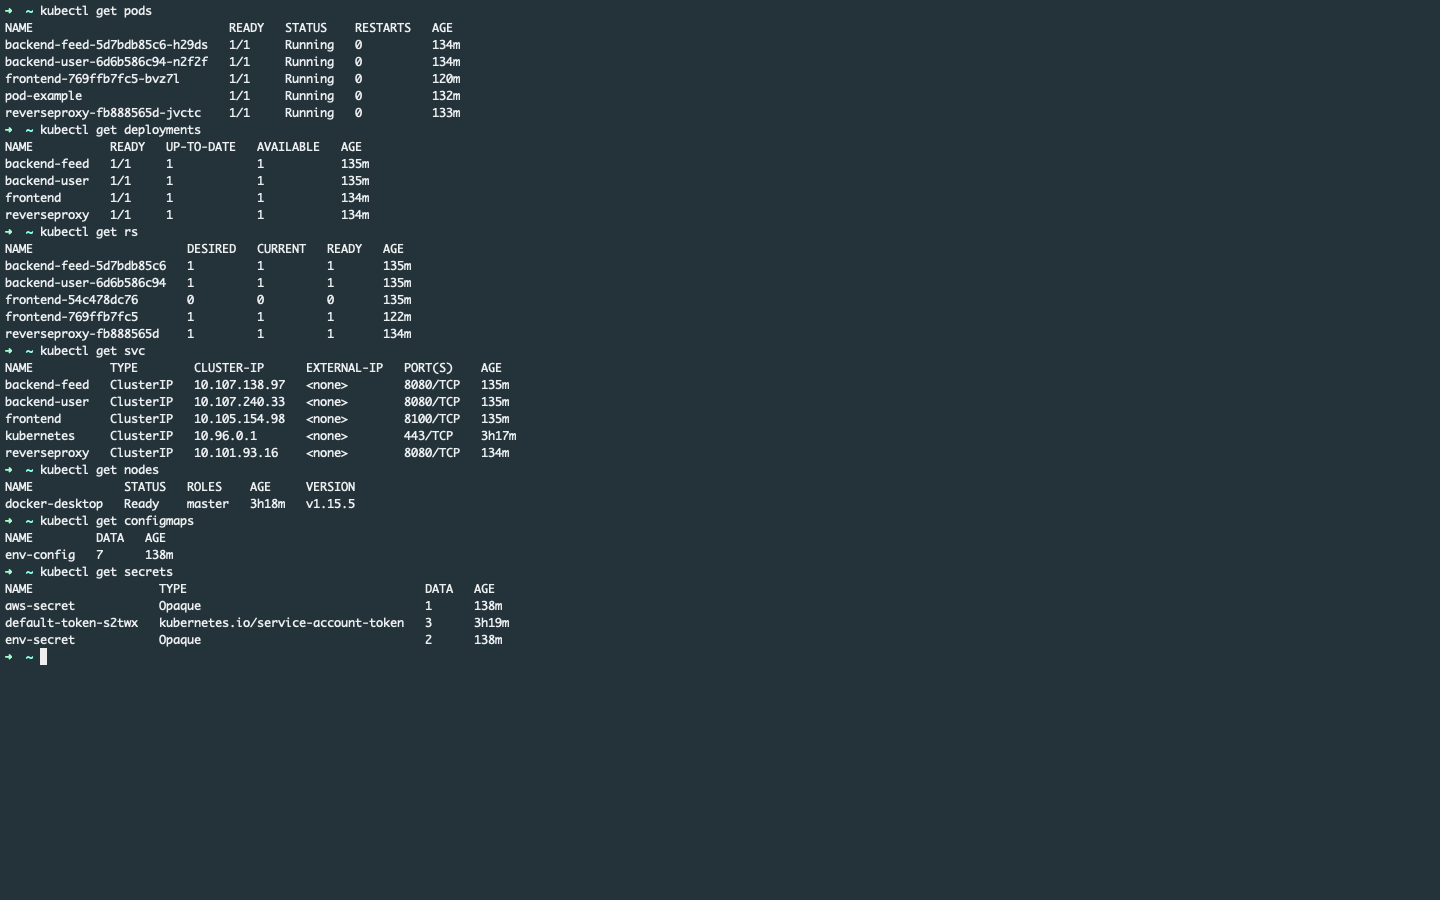 ➜  ~ kubectl get pods
NAME                            READY   STATUS    RESTARTS   AGE
backend-feed-5d7bdb85c6-h29ds   1/1     Running   0          134m
backend-user-6d6b586c94-n2f2f   1/1     Running   0          134m
frontend-769ffb7fc5-bvz7l       1/1     Running   0          120m
pod-example                     1/1     Running   0          132m
reverseproxy-fb888565d-jvctc    1/1     Running   0          133m
➜  ~ kubectl get deployments
NAME           READY   UP-TO-DATE   AVAILABLE   AGE
backend-feed   1/1     1            1           135m
backend-user   1/1     1            1           135m
frontend       1/1     1            1           134m
reverseproxy   1/1     1            1           134m
➜  ~ kubectl get rs
NAME                      DESIRED   CURRENT   READY   AGE
backend-feed-5d7bdb85c6   1         1         1       135m
backend-user-6d6b586c94   1         1         1       135m
frontend-54c478dc76       0         0         0       135m
frontend-769ffb7fc5       1         1         1       122m
reverseproxy-fb888565d    1         1         1       134m
➜  ~ kubectl get svc
NAME           TYPE        CLUSTER-IP      EXTERNAL-IP   PORT(S)    AGE
backend-feed   ClusterIP   10.107.138.97   <none>        8080/TCP   135m
backend-user   ClusterIP   10.107.240.33   <none>        8080/TCP   135m
frontend       ClusterIP   10.105.154.98   <none>        8100/TCP   135m
kubernetes     ClusterIP   10.96.0.1       <none>        443/TCP    3h17m
reverseproxy   ClusterIP   10.101.93.16    <none>        8080/TCP   134m
➜  ~ kubectl get nodes
NAME             STATUS   ROLES    AGE     VERSION
docker-desktop   Ready    master   3h18m   v1.15.5
➜  ~ kubectl get configmaps
NAME         DATA   AGE
env-config   7      138m
➜  ~ kubectl get secrets
NAME                  TYPE                                  DATA   AGE
aws-secret            Opaque                                1      138m
default-token-s2twx   kubernetes.io/service-account-token   3      3h19m
env-secret            Opaque                                2      138m
➜  ~